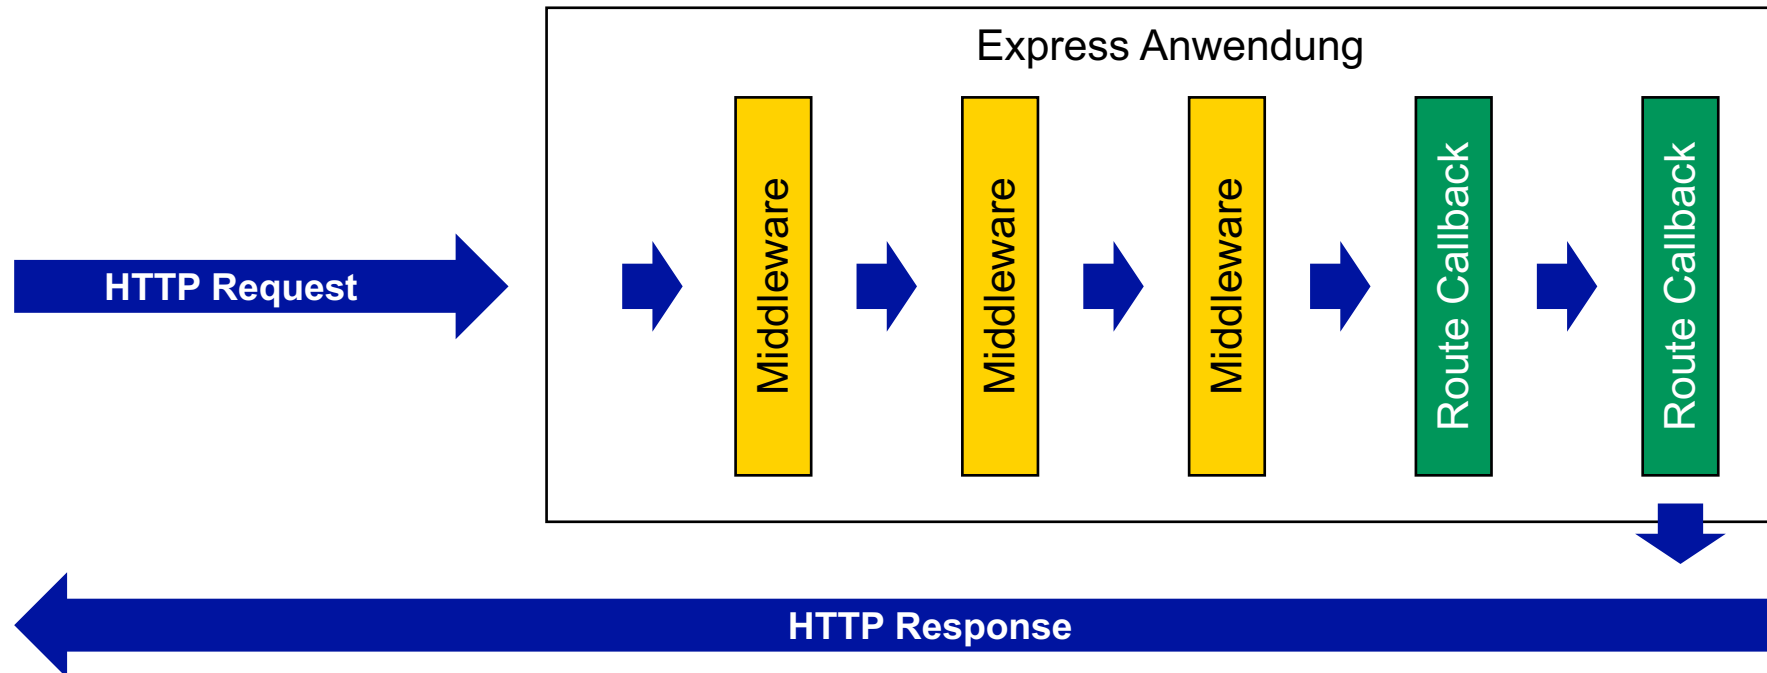 Express Anwendung
HTTP Request
Middleware
Middleware
Middleware
Route Callback
Route Callback
HTTP Response